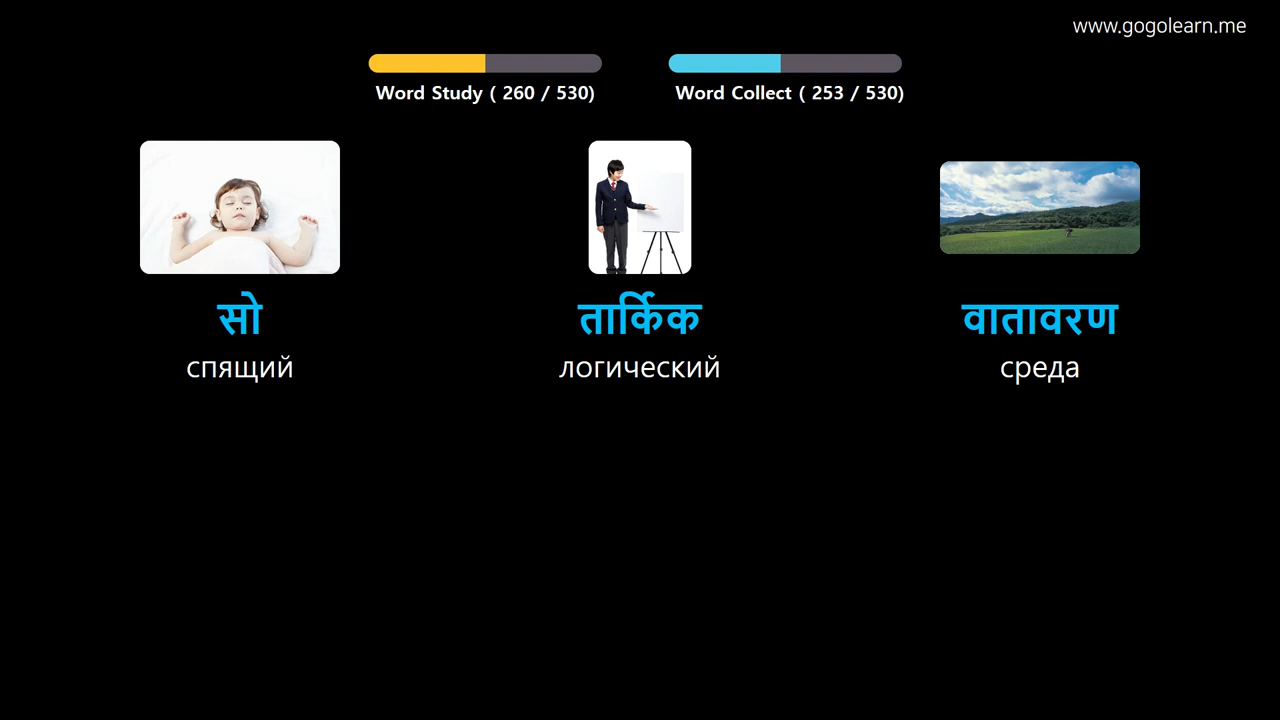 www.gogolearn.me
Word Study ( 260 / 530)
Word Collect ( 253 / 530)
सो
तार्किक
वातावरण
спящий
логический
среда